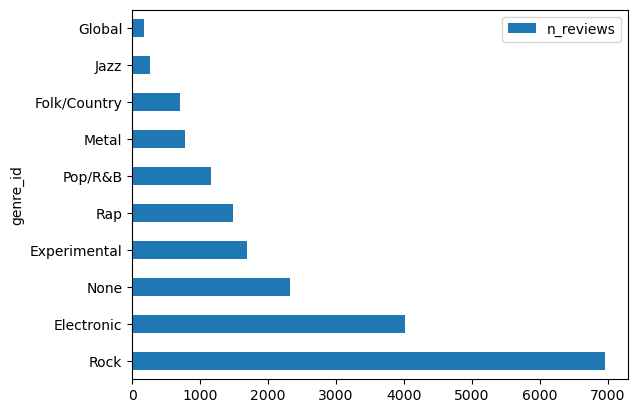 n_reviews
Global
Jazz
Folk/Country
Metal
Pop/R&B
Rap
Experimental
None
Electronic
Rock
genre_id
0 1000 2000 3000 4000 5000 6000 7000